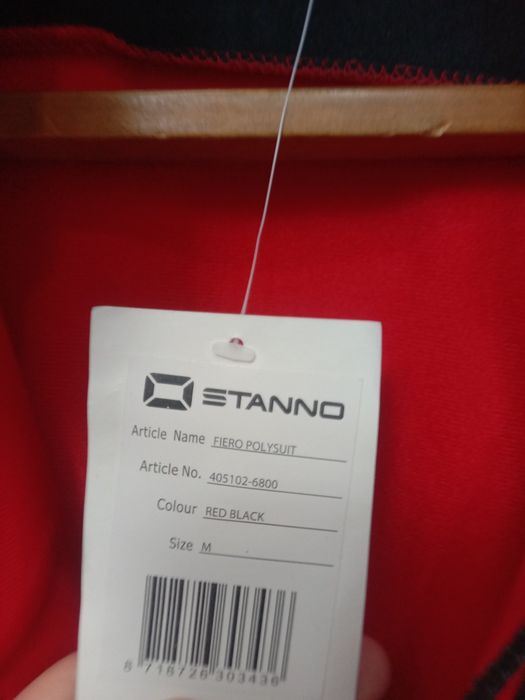 STANNO
Article Name FIERO POLYSUIT
Article No. 405102-6800
Colour RED BLACK
Size M
8 718726 303436